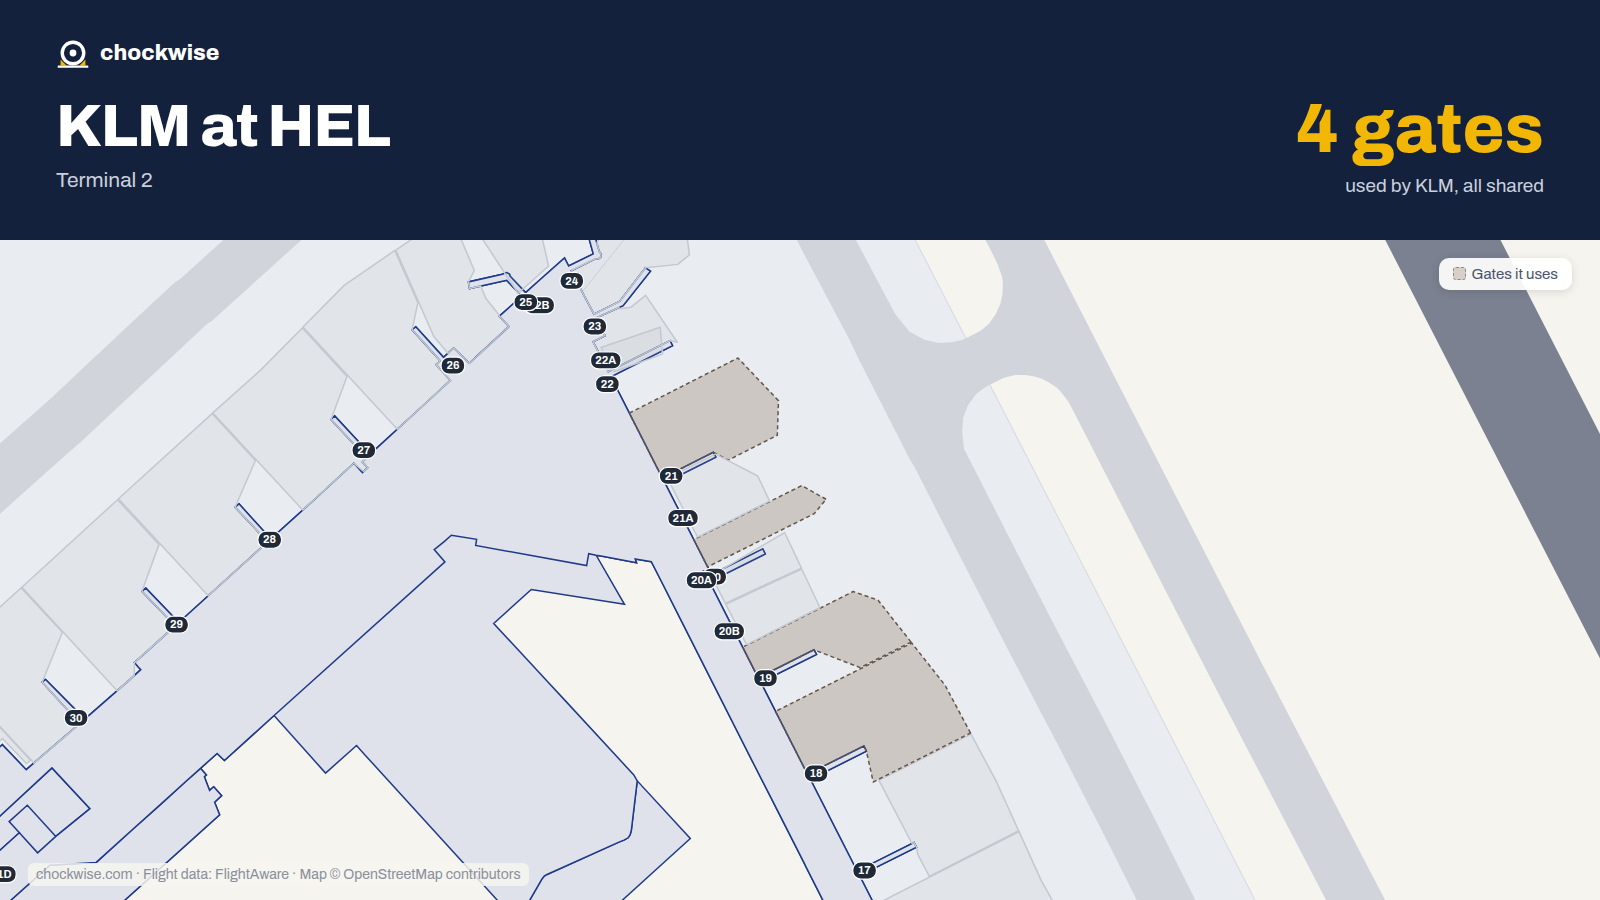 chockwise
KLM at HEL
Terminal 2
4 gates
used by KLM, all shared
Gates it uses
24
25
2B
23
26
22A
22
27
21
21A
28
20A
29
20B
19
30
18
17
1D
chockwise.com · Flight data: FlightAware · Map © OpenStreetMap contributors